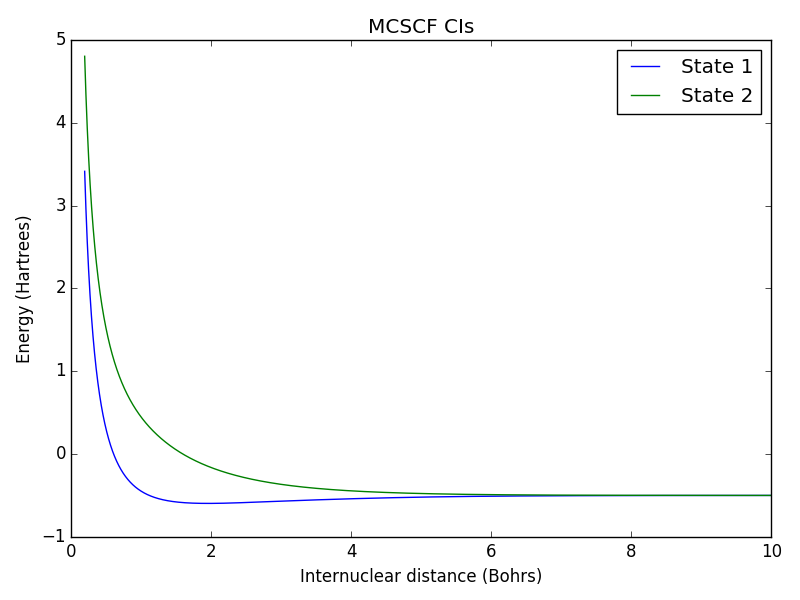 MCSCF CIs
State 1
State 2
5
4
3
2
1
0
−1
0 2 4 6 8 10
Energy (Hartrees)
Internuclear distance (Bohrs)